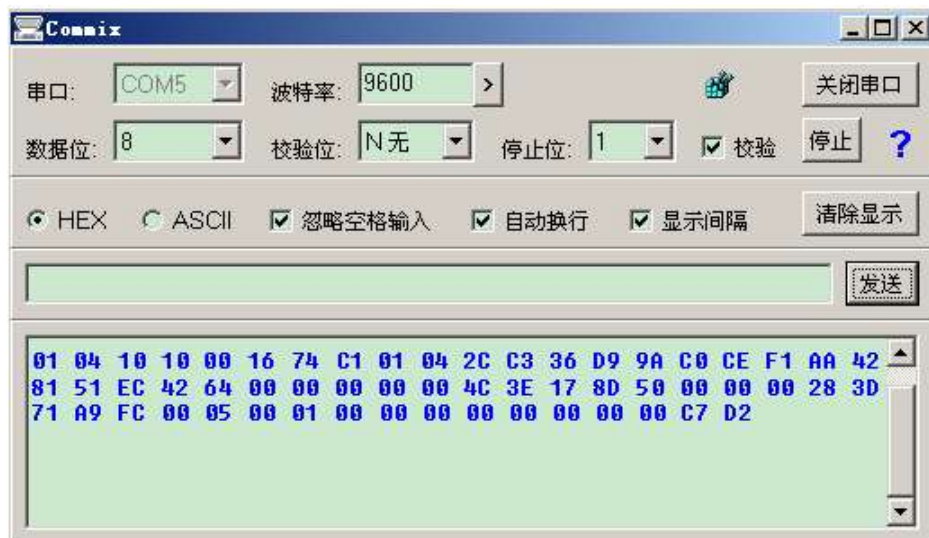 Commix
串口: COM5 波特率: 9600 > 关闭串口
数据位: 8 校验位: N 无 停止位: 1 校验 停止 ?
HEX ASCII 忽略空格输入 自动换行 显示间隔 清除显示
发送
01 04 10 10 00 16 74 C1 01 04 2C C3 36 D9 9A C0 CE F1 AA 42
81 51 EC 42 64 00 00 00 00 00 4C 3E 17 8D 50 00 00 00 28 3D
71 A9 FC 00 05 00 01 00 00 00 00 00 00 00 C7 D2